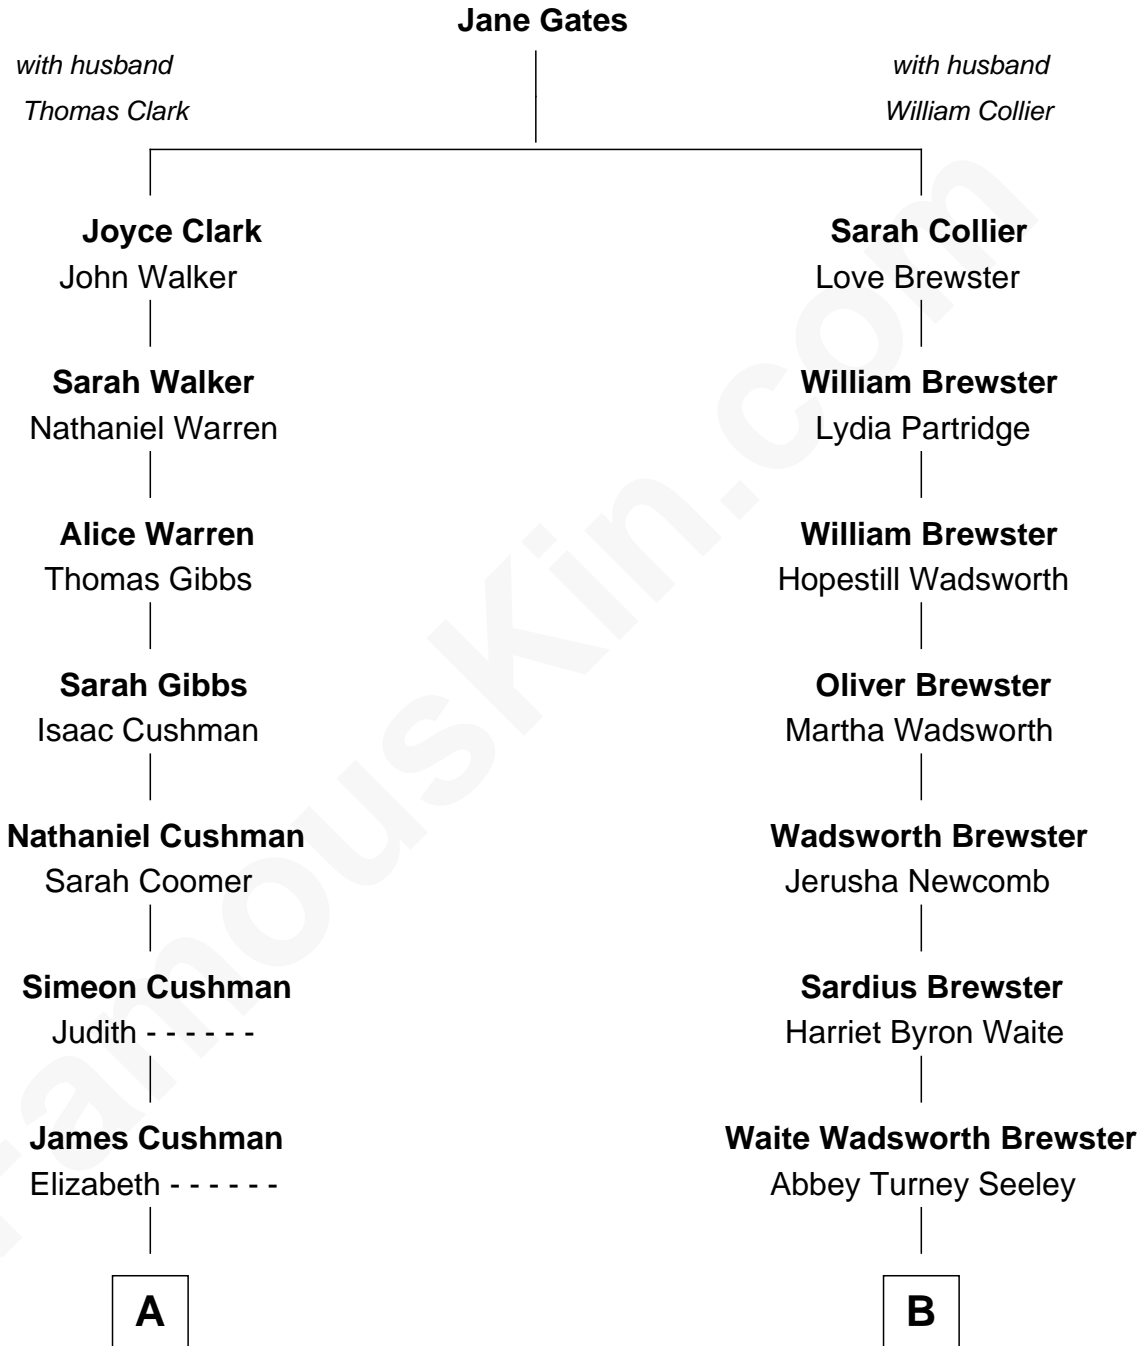 Jane Gates
with husband
Thomas Clark
with husband
William Collier
Joyce Clark
John Walker
Sarah Collier
Love Brewster
Sarah Walker
Nathaniel Warren
William Brewster
Lydia Partridge
Alice Warren
Thomas Gibbs
William Brewster
Hopestill Wadsworth
Sarah Gibbs
Isaac Cushman
Oliver Brewster
Martha Wadsworth
Nathaniel Cushman
Sarah Coomer
Wadsworth Brewster
Jerusha Newcomb
Simeon Cushman
Judith - - - - - -
Sardius Brewster
Harriet Byron Waite
James Cushman
Elizabeth - - - - - -
Waite Wadsworth Brewster
Abbey Turney Seeley
A
B
FamousKin.com